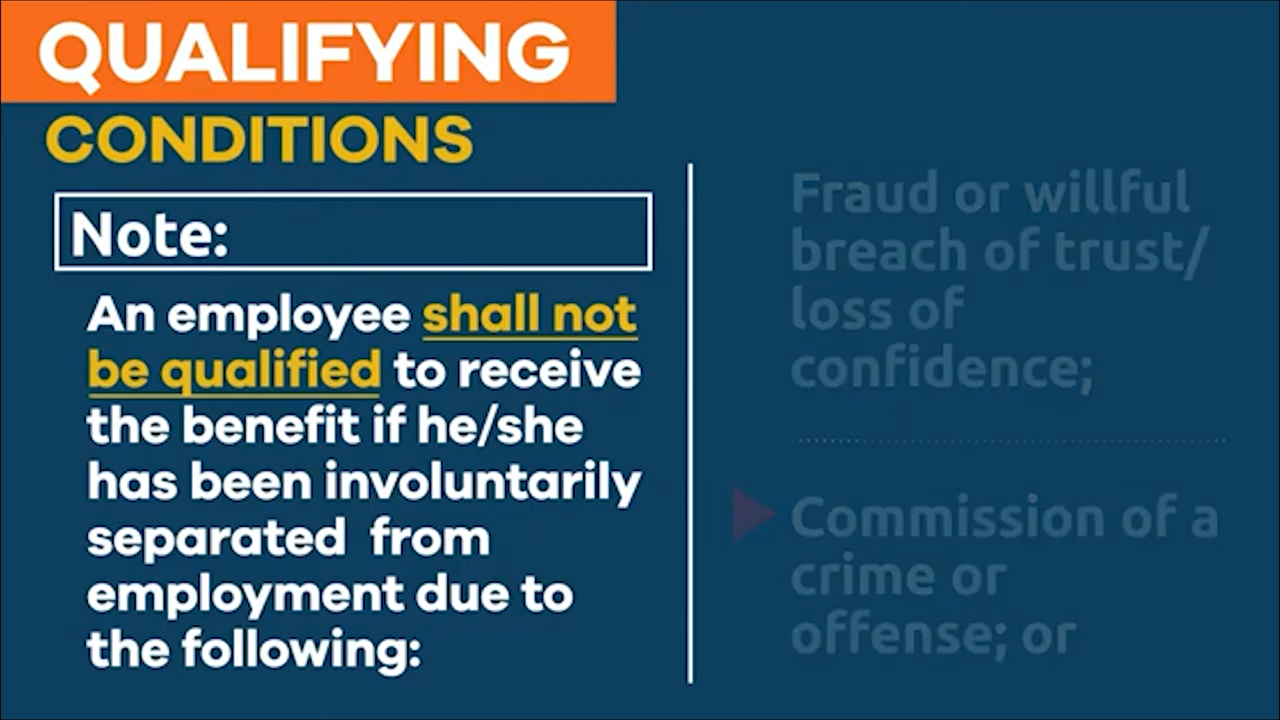 QUALIFYING
CONDITIONS
Note:
An employee shall not
be qualified to receive
the benefit if he/she
has been involuntarily
separated from
employment due to
the following:
Fraud or willful
breach of trust/
loss of
confidence;
Commission of a
crime or
offense; or